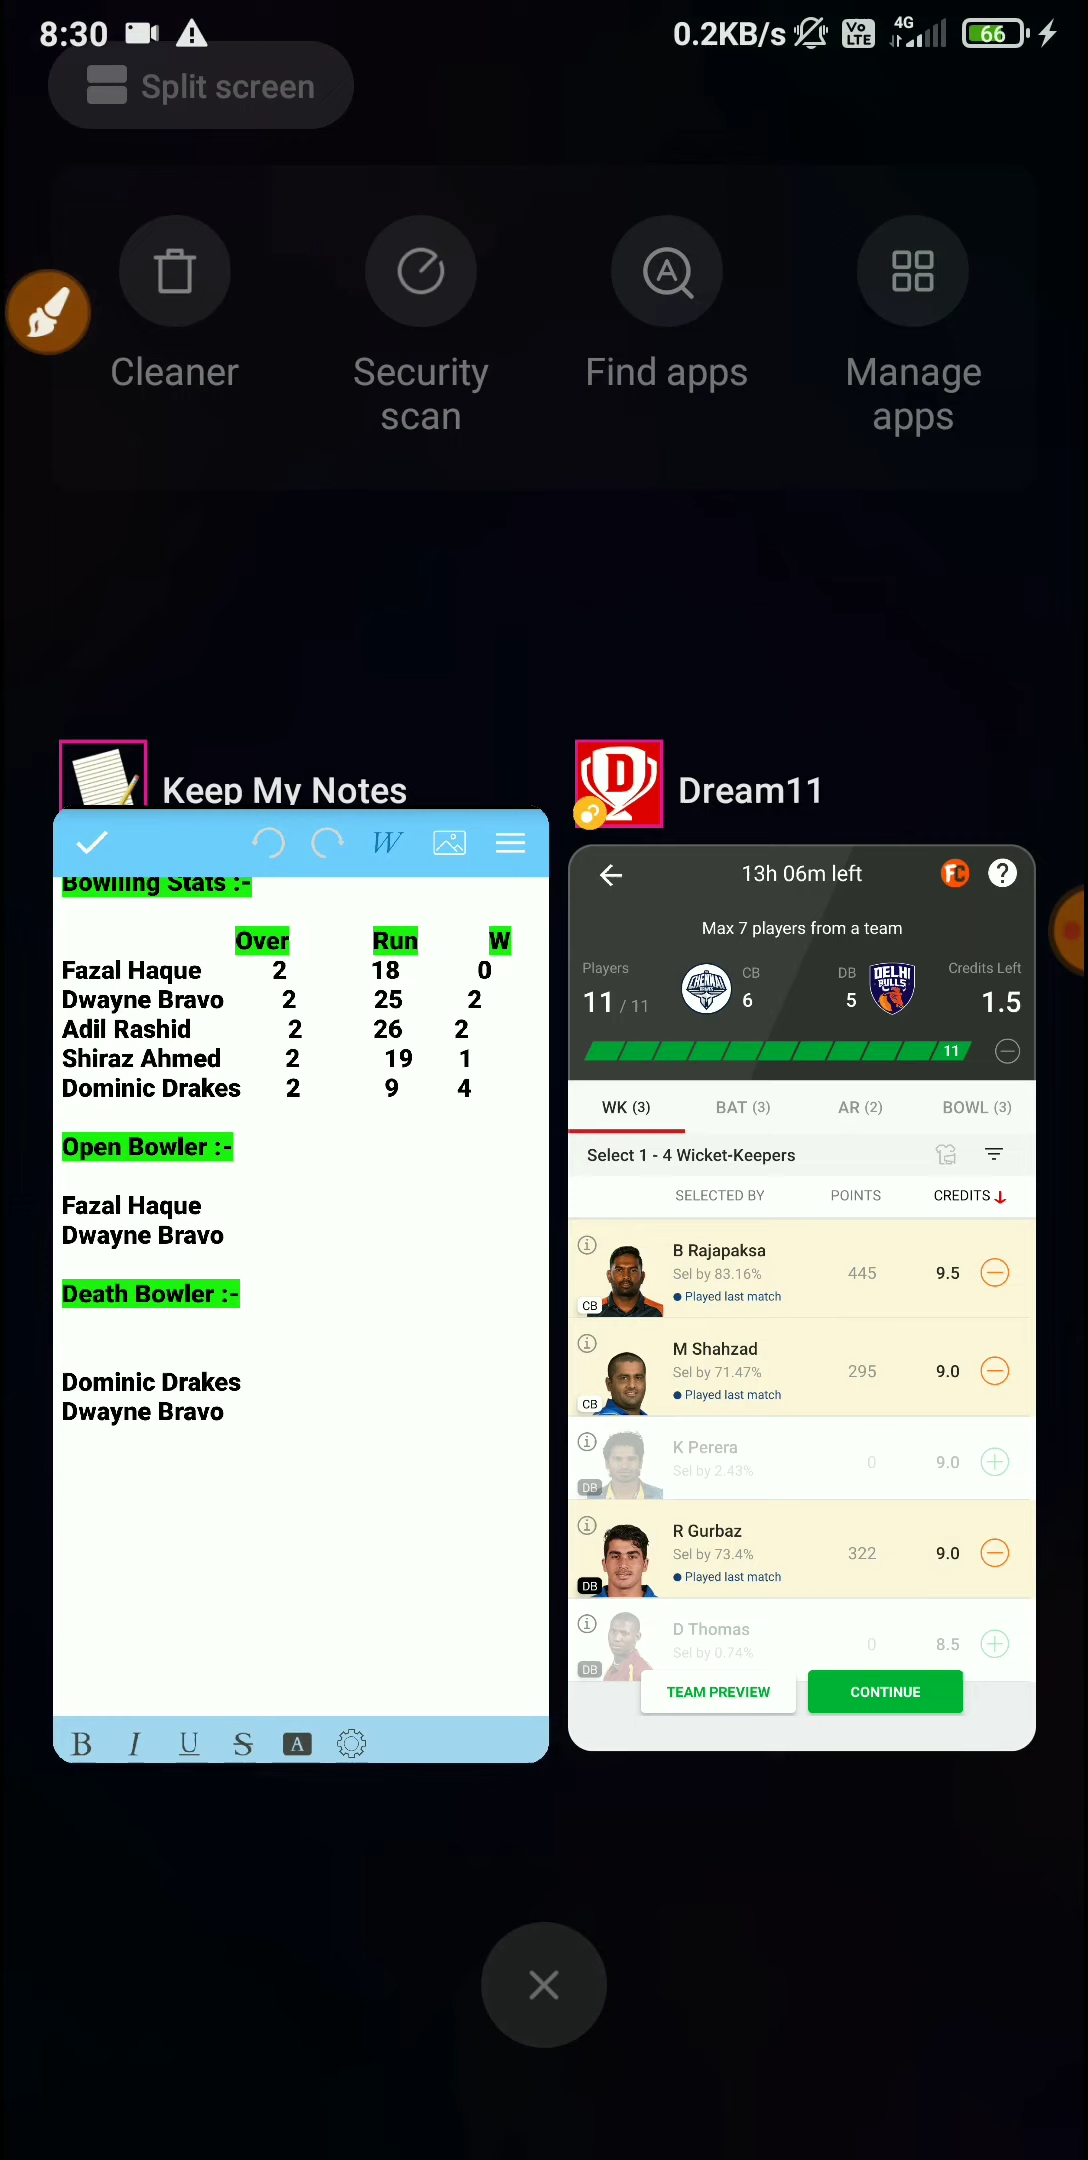 8:30
0.2KB/s Vo LTE 4G 66
Split screen
Cleaner
Security scan
Find apps
Manage apps
Keep My Notes
W
Bowlling Stats :-
Over Run W
Fazal Haque 2 18 0
Dwayne Bravo 2 25 2
Adil Rashid 2 26 2
Shiraz Ahmed 2 19 1
Dominic Drakes 2 9 4
Open Bowler :-
Fazal Haque
Dwayne Bravo
Death Bowler :-
Dominic Drakes
Dwayne Bravo
B I U S A
D Dream11
13h 06m left FC ?
Max 7 players from a team
Players CB DB Credits Left
11 / 11 6 5 1.5
CHENNAI
DELHI BULLS
11
WK (3) BAT (3) AR (2) BOWL (3)
Select 1 - 4 Wicket-Keepers
SELECTED BY POINTS CREDITS
B Rajapaksa
Sel by 83.16% 445 9.5
Played last match
CB
M Shahzad
Sel by 71.47% 295 9.0
Played last match
CB
K Perera
Sel by 2.43% 0 9.0
DB
R Gurbaz
Sel by 73.4% 322 9.0
Played last match
DB
D Thomas
Sel by 0.74% 0 8.5
DB
TEAM PREVIEW CONTINUE